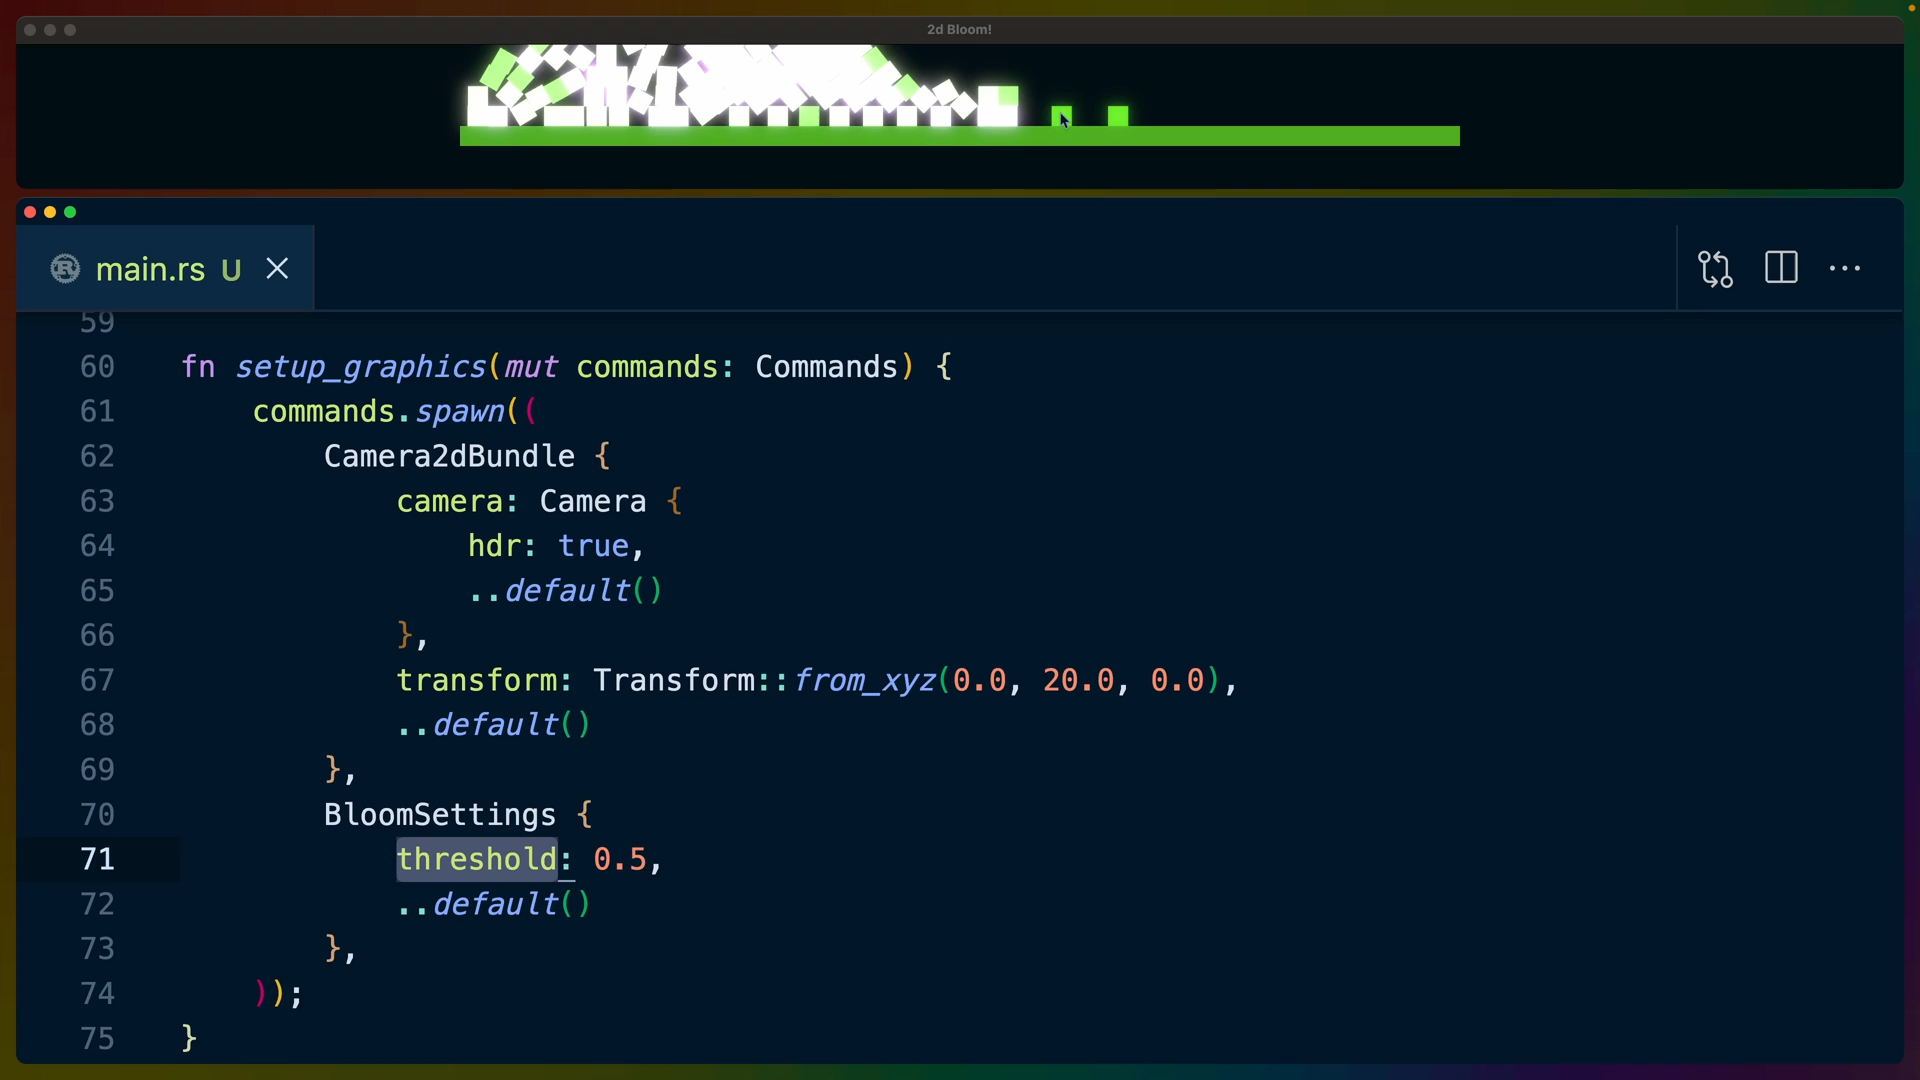 2d Bloom!
main.rs U
59
60 fn setup_graphics(mut commands: Commands) {
61 commands.spawn((
62 Camera2dBundle {
63 camera: Camera {
64 hdr: true,
65 ..default()
66 },
67 transform: Transform::from_xyz(0.0, 20.0, 0.0),
68 ..default()
69 },
70 BloomSettings {
71 threshold: 0.5,
72 ..default()
73 },
74 ));
75 }